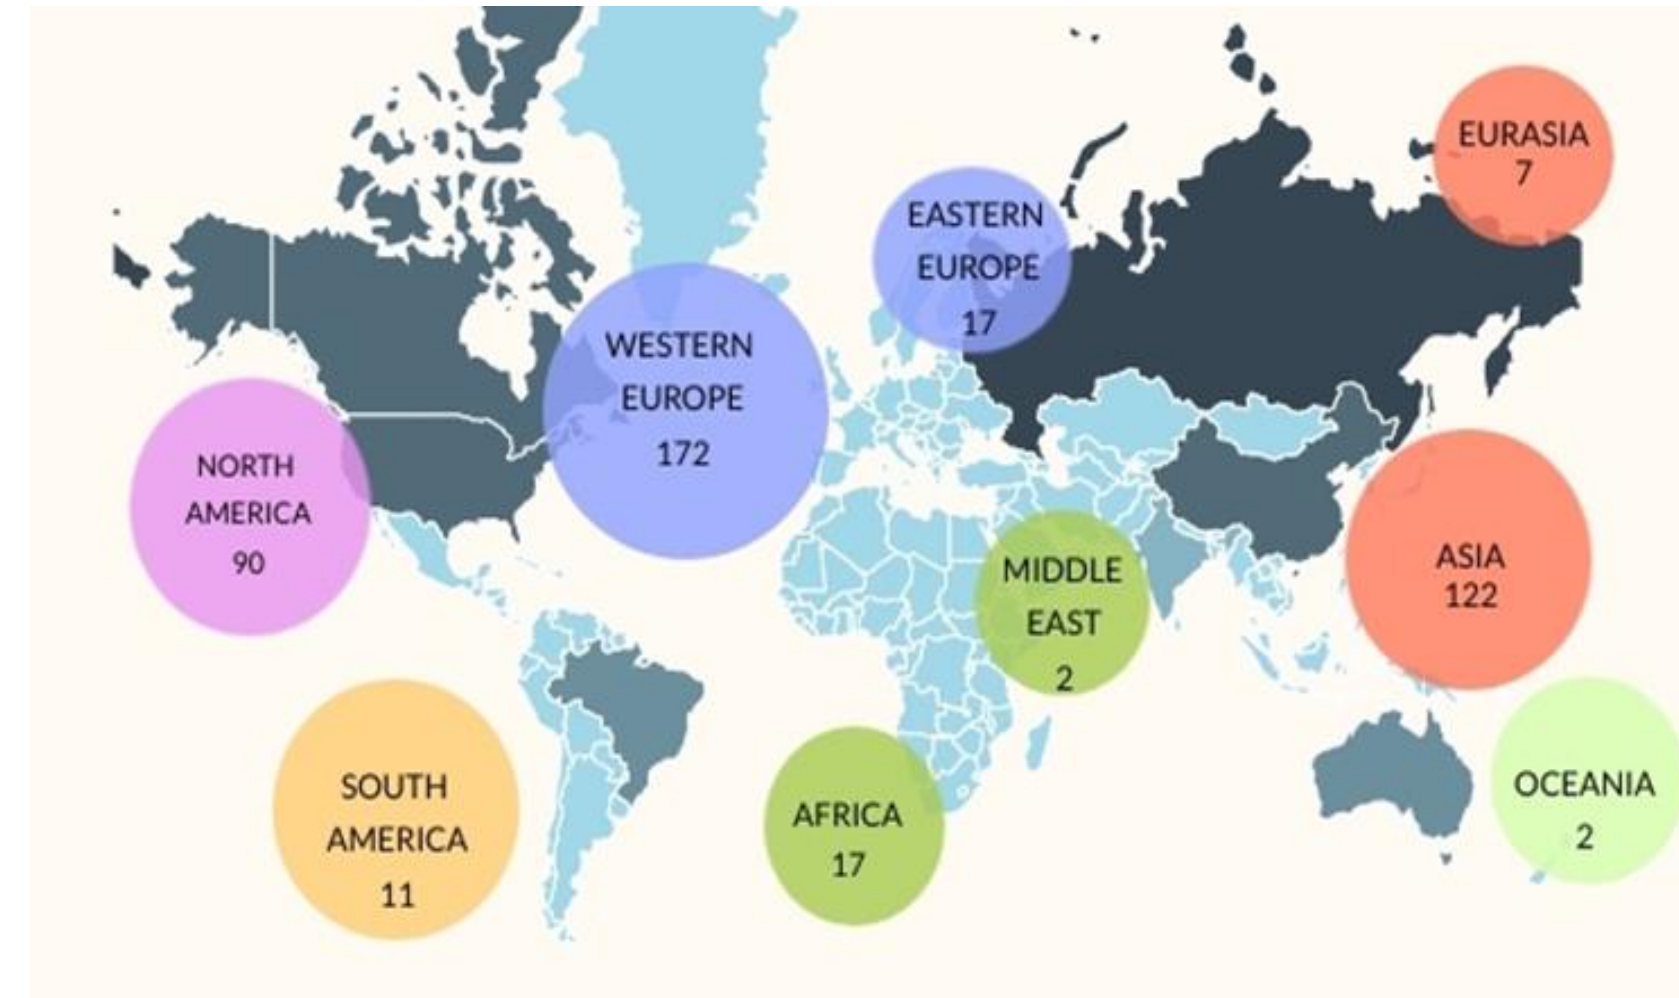 EURASIA
7
EASTERN
EUROPE
17
WESTERN
EUROPE
172
NORTH
AMERICA
90
ASIA
122
MIDDLE
EAST
2
SOUTH
AMERICA
11
AFRICA
17
OCEANIA
2